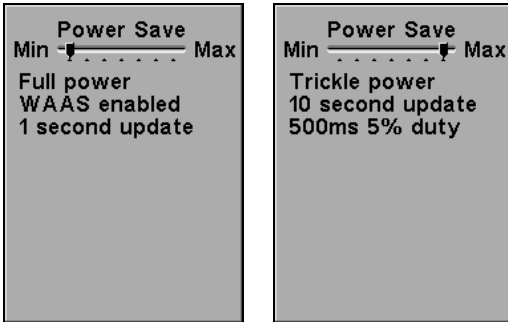 Power Save
Min Max
Full power
WAAS enabled
1 second update
Power Save
Min Max
Trickle power
10 second update
500ms 5% duty